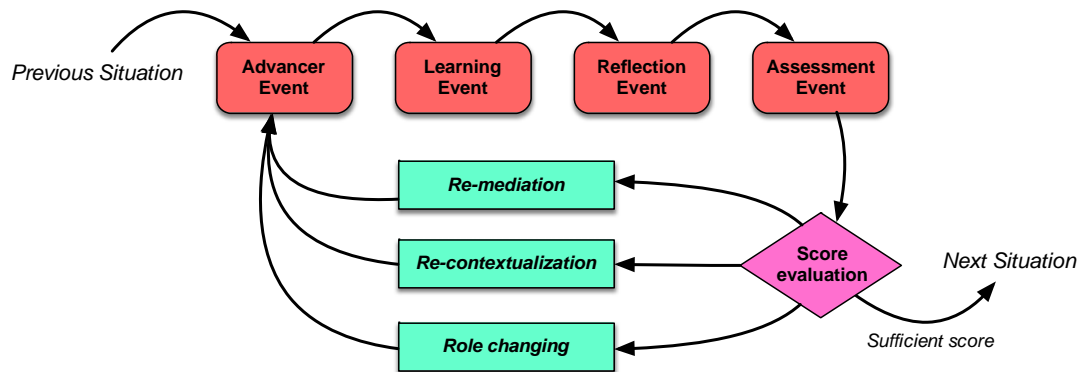 Previous Situation
Advancer
Event
Learning
Event
Reflection
Event
Assessment
Event
Re-mediation
Re-contextualization
Role changing
Score
evaluation
Next Situation
Sufficient score